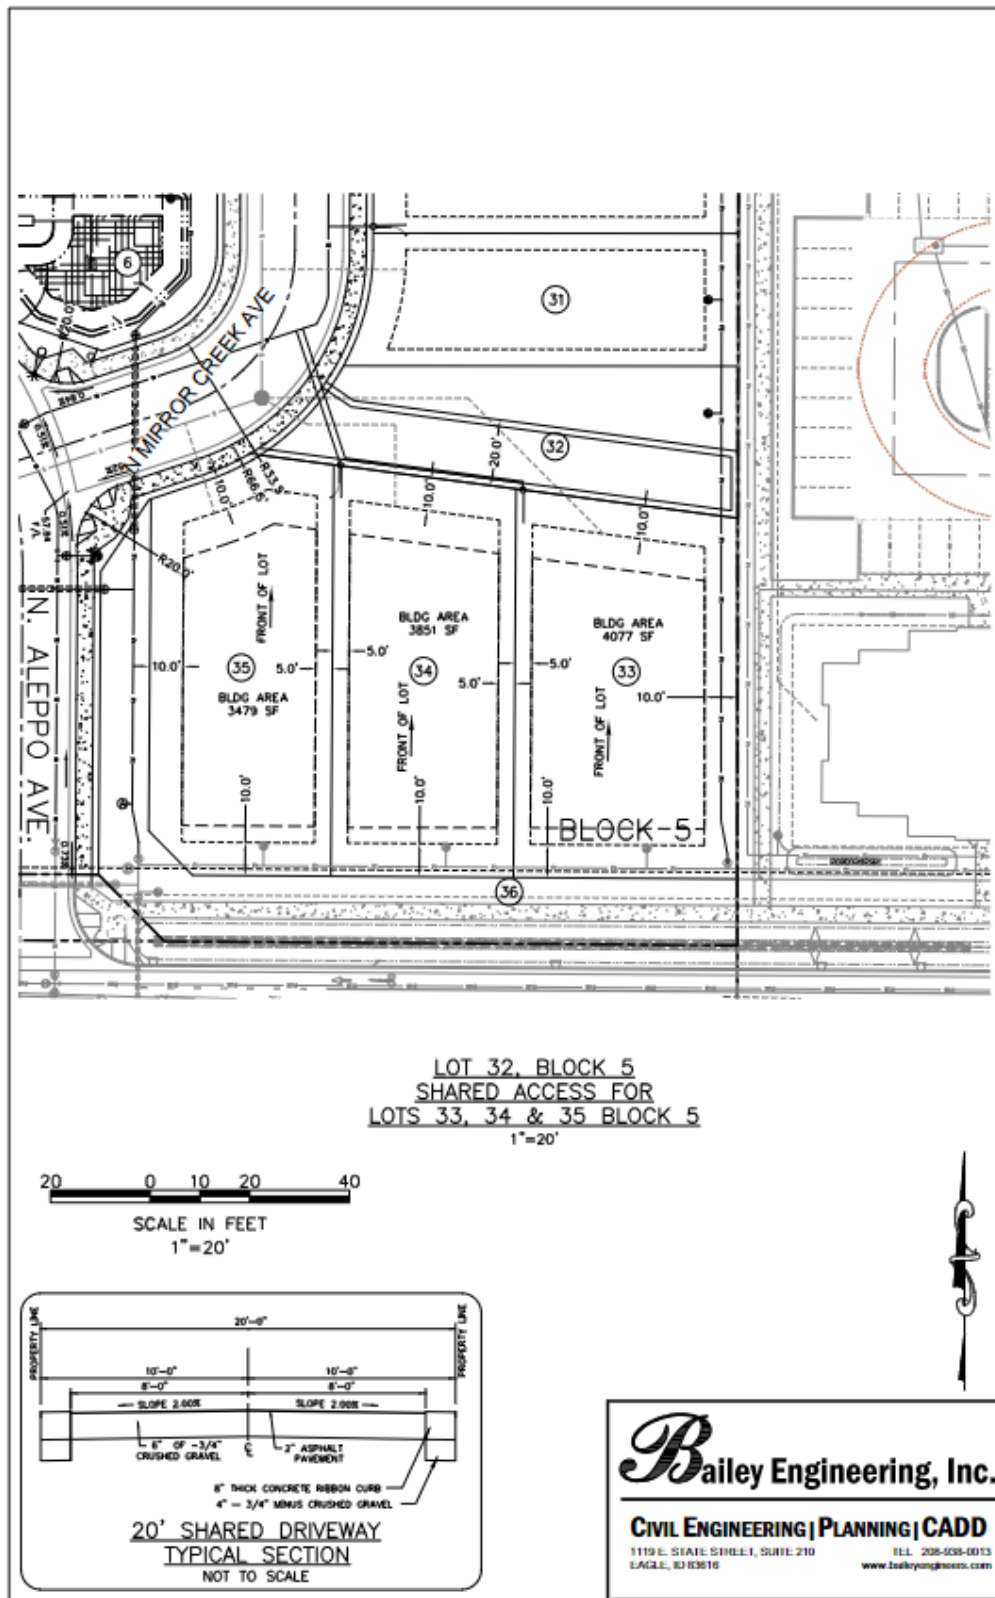 6
31
R20.0'
N MIRROR CREEK AVE
32
20.0'
R33.5'
R66.5'
10.0'
10.0'
10.0'
R20.0'
N. ALEPPO AVE.
FRONT OF LOT
BLDG AREA
3851 SF
BLDG AREA
4077 SF
10.0'
35
5.0'
5.0'
34
5.0'
5.0'
33
10.0'
BLDG AREA
3479 SF
FRONT OF LOT
FRONT OF LOT
10.0'
10.0'
10.0'
BLOCK 5
36
LOT 32, BLOCK 5
SHARED ACCESS FOR
LOTS 33, 34 & 35 BLOCK 5
1"=20'
20 0 10 20 40
SCALE IN FEET
1"=20'
PROPERTY LINE
PROPERTY LINE
20'-0"
10'-0" 10'-0"
8'-0" 8'-0"
SLOPE 2.00% SLOPE 2.00%
6" OF -3/4"
CRUSHED GRAVEL
2" ASPHALT
PAVEMENT
8" THICK CONCRETE RIBBON CURB
4" - 3/4" MINUS CRUSHED GRAVEL
20' SHARED DRIVEWAY
TYPICAL SECTION
NOT TO SCALE
Bailey Engineering, Inc.
CIVIL ENGINEERING | PLANNING | CADD
1119 E. STATE STREET, SUITE 210 TEL 208-938-0013
EAGLE, ID 83616 www.baileyengineers.com